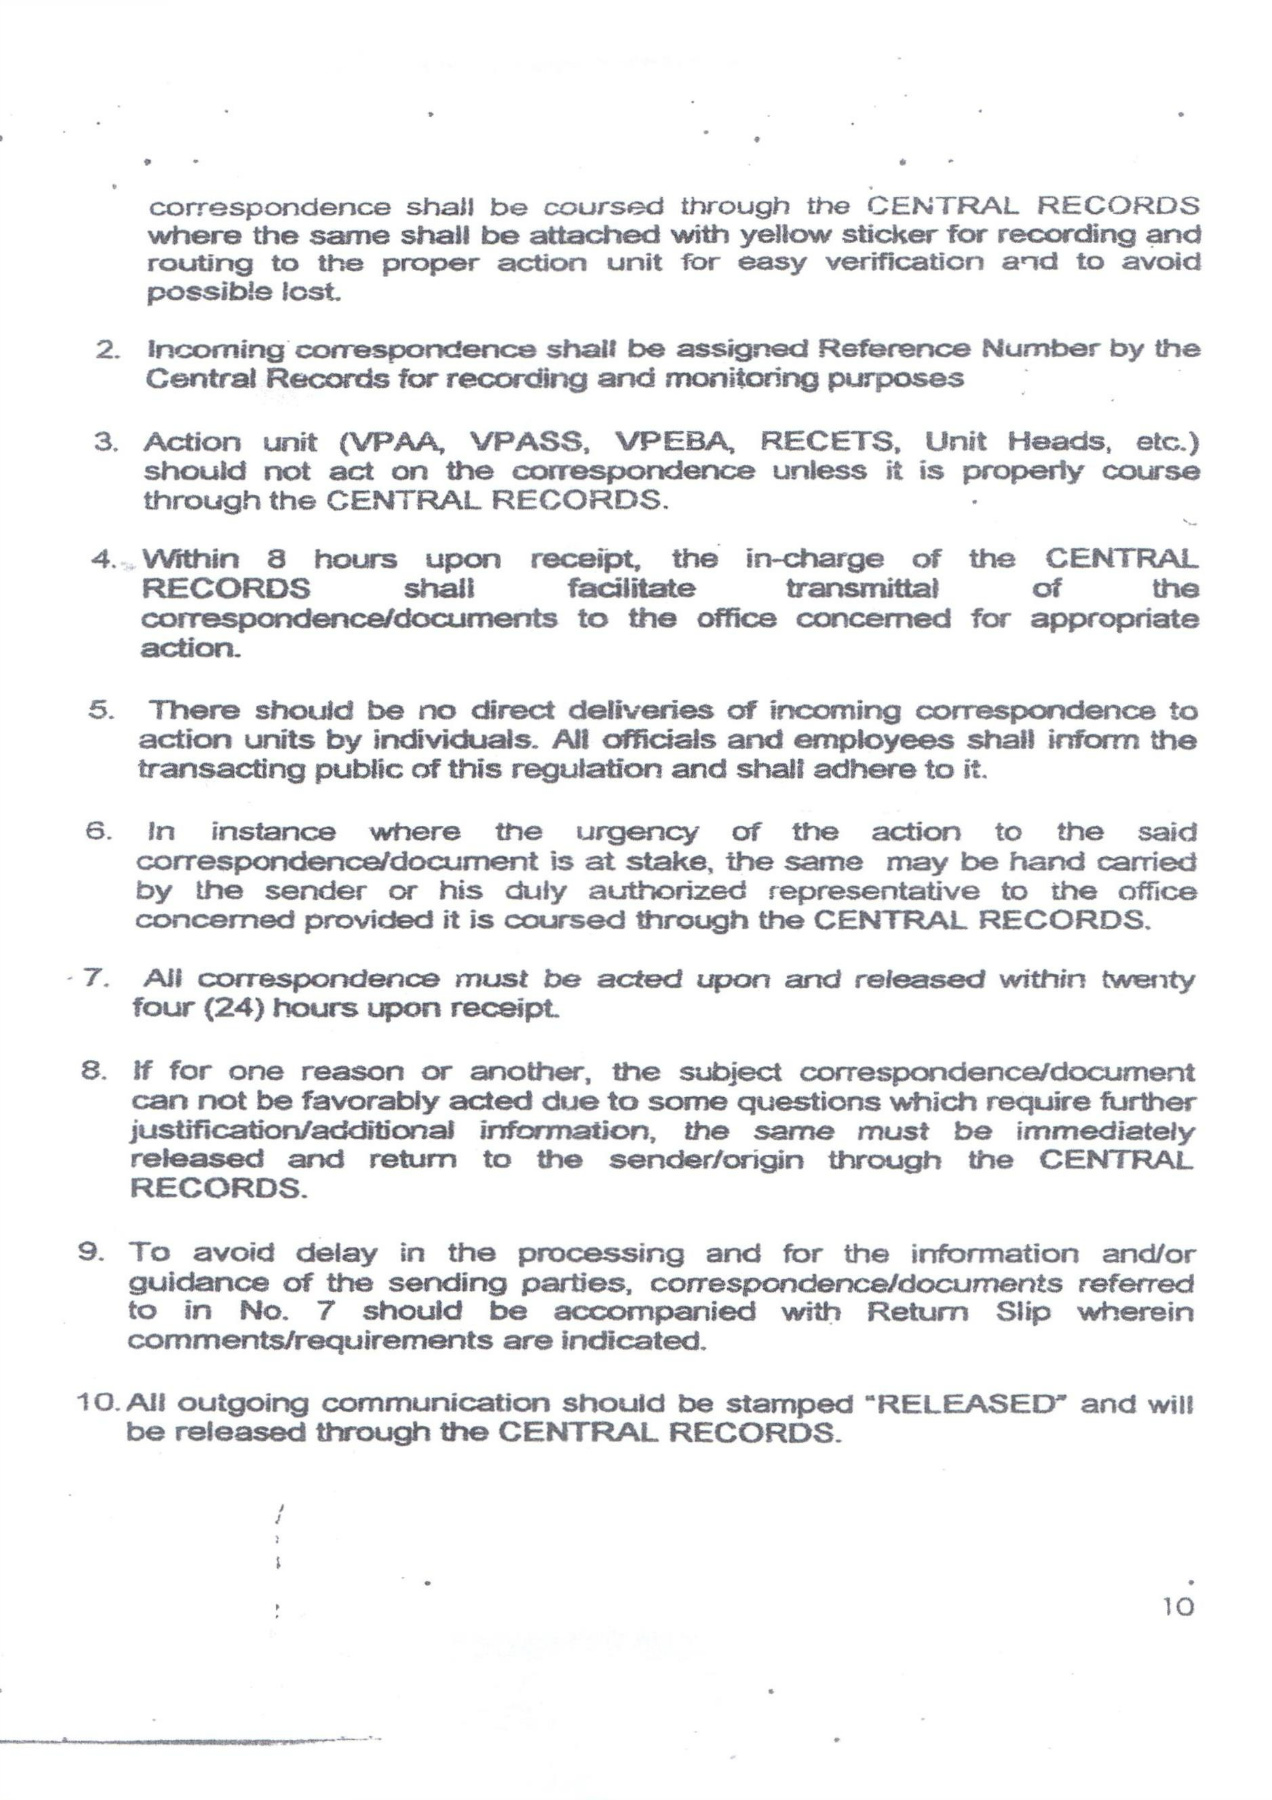 correspondence shall be coursed through the CENTRAL RECORDS
where the same shall be attached with yellow sticker for recording and
routing to the proper action unit for easy verification and to avoid
possible lost.
2. Incoming correspondence shall be assigned Reference Number by the
Central Records for recording and monitoring purposes
3. Action unit (VPAA, VPASS, VPEBA, RECETS, Unit Heads, etc.)
should not act on the correspondence unless it is properly course
through the CENTRAL RECORDS.
4. Within 8 hours upon receipt, the in-charge of the CENTRAL
RECORDS shall facilitate transmittal of the
correspondence/documents to the office concerned for appropriate
action.
5. There should be no direct deliveries of incoming correspondence to
action units by individuals. All officials and employees shall inform the
transacting public of this regulation and shall adhere to it.
6. In instance where the urgency of the action to the said
correspondence/document is at stake, the same may be hand carried
by the sender or his duly authorized representative to the office
concerned provided it is coursed through the CENTRAL RECORDS.
7. All correspondence must be acted upon and released within twenty
four (24) hours upon receipt.
8. If for one reason or another, the subject correspondence/document
can not be favorably acted due to some questions which require further
justification/additional information, the same must be immediately
released and return to the sender/origin through the CENTRAL
RECORDS.
9. To avoid delay in the processing and for the information and/or
guidance of the sending parties, correspondence/documents referred
to in No. 7 should be accompanied with Return Slip wherein
comments/requirements are indicated.
10. All outgoing communication should be stamped "RELEASED" and will
be released through the CENTRAL RECORDS.
10